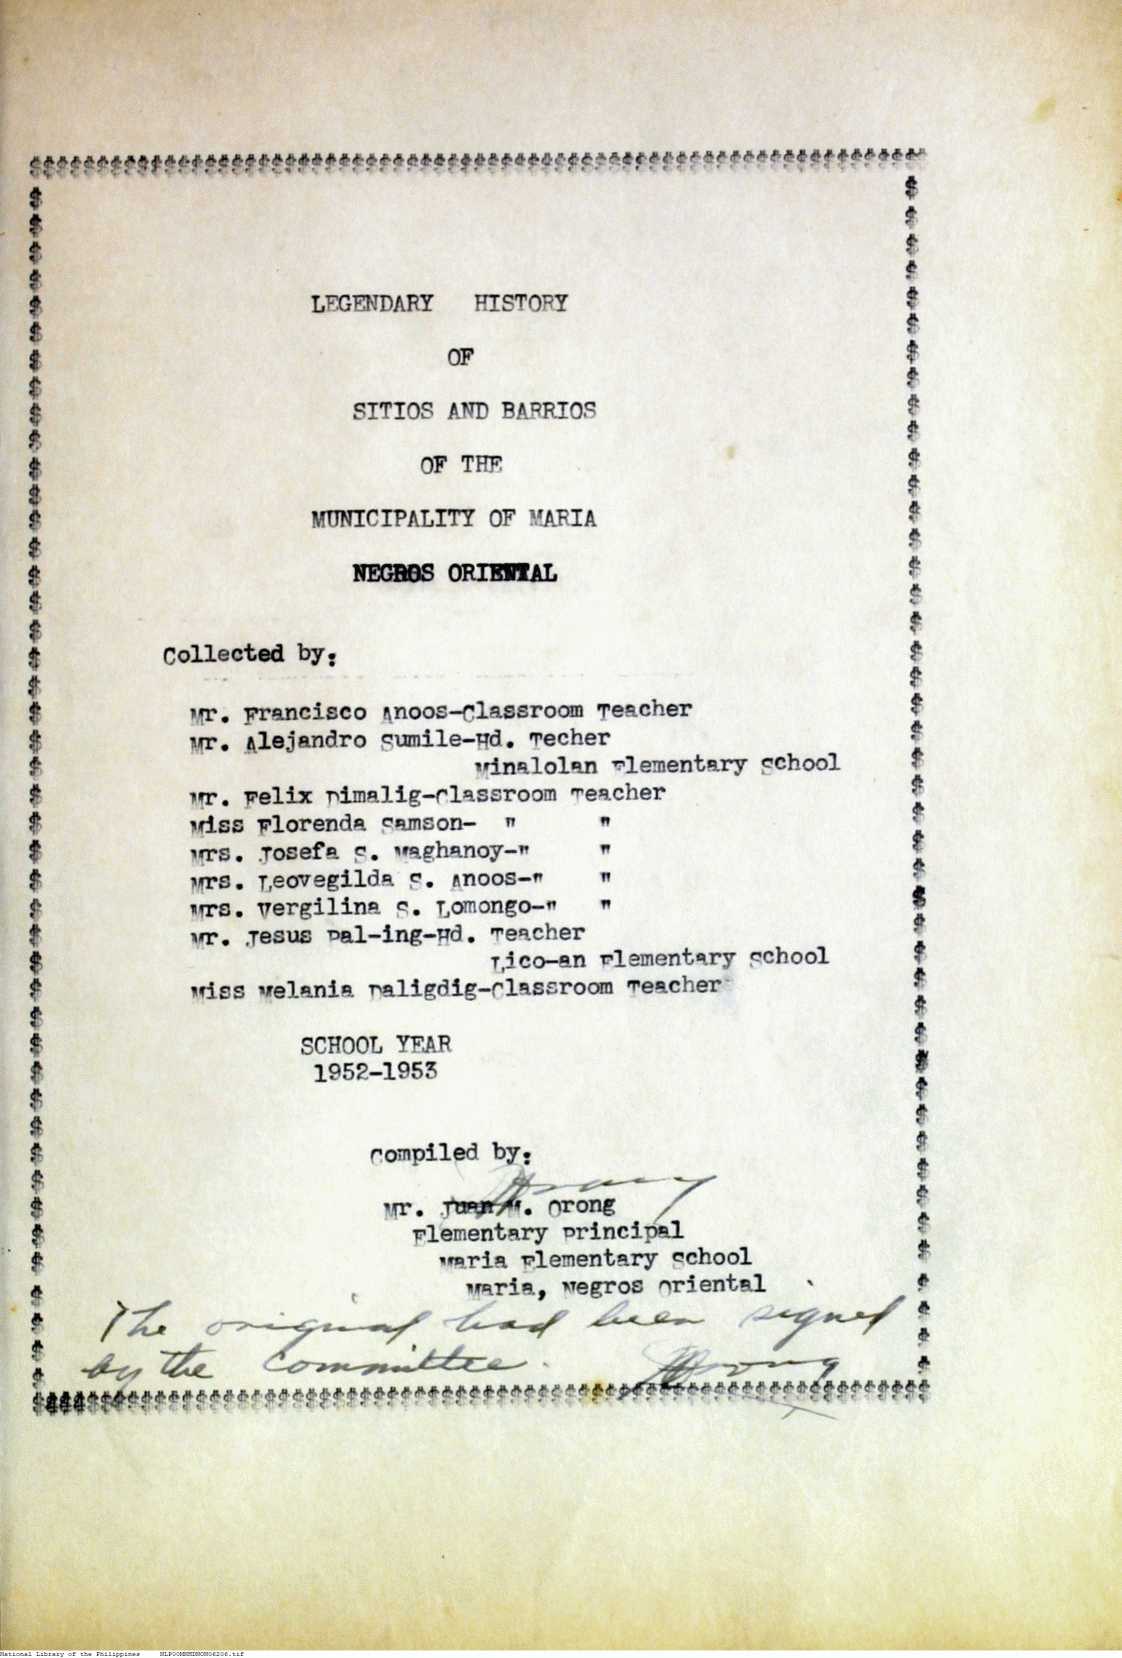 LEGENDARY HISTORY
OF
SITIOS AND BARRIOS
OF THE
MUNICIPALITY OF MARIA
NEGROS ORIENTAL
Collected by:
Mr. Francisco Anoos-Classroom Teacher
Mr. Alejandro Sumile-Hd. Techer
Minalolan Elementary School
Mr. Felix Dimalig-Classroom Teacher
Miss Florenda Samson- " "
Mrs. Josefa S. Maghanoy-" "
Mrs. Leovegilda S. Anoos-" "
Mrs. Vergilina S. Lomongo-" "
Mr. Jesus Pal-ing-Hd. Teacher
Lico-an Elementary School
Miss Melania Daligdig-Classroom Teacher
SCHOOL YEAR
1952-1953
Compiled by:
Mr. Juan M. Orong
Elementary Principal
Maria Elementary School
Maria, Negros Oriental
The original had been signed
by the committee.
National Library of the Philippines